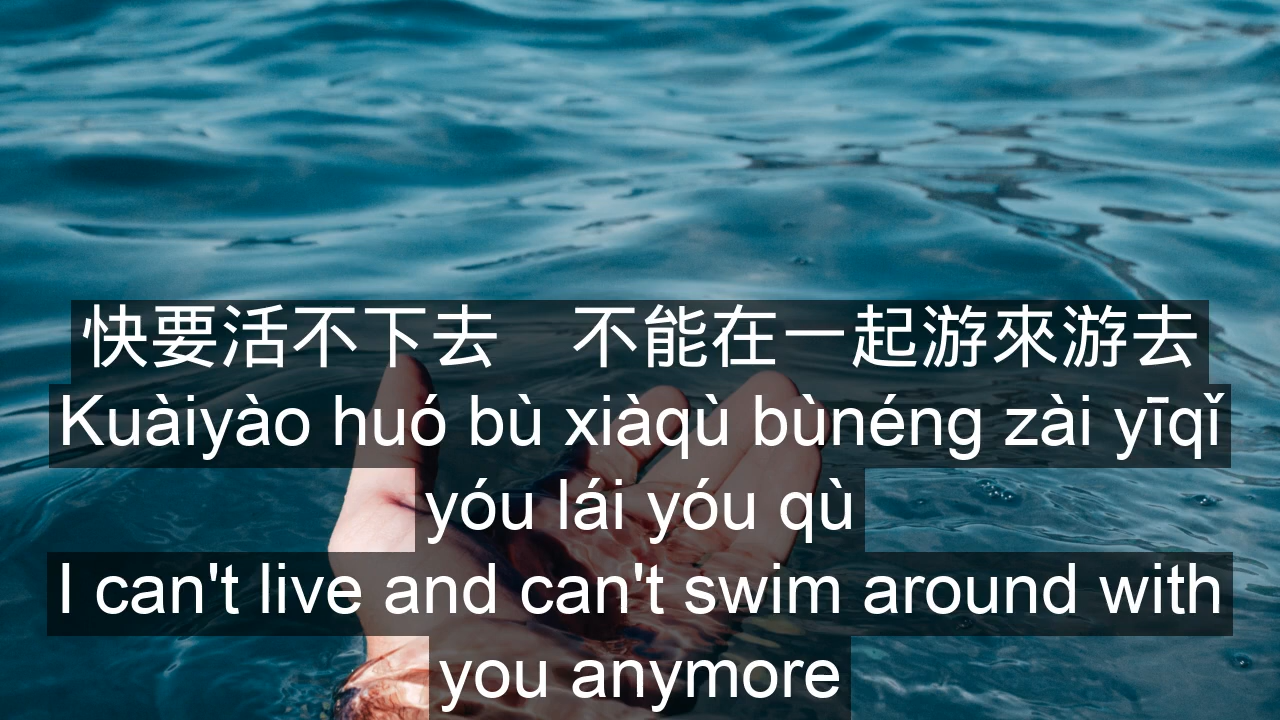 快要活不下去　不能在一起游來游去
Kuàiyào huó bù xiàqù bùnéng zài yīqǐ
yóu lái yóu qù
I can't live and can't swim around with
you anymore